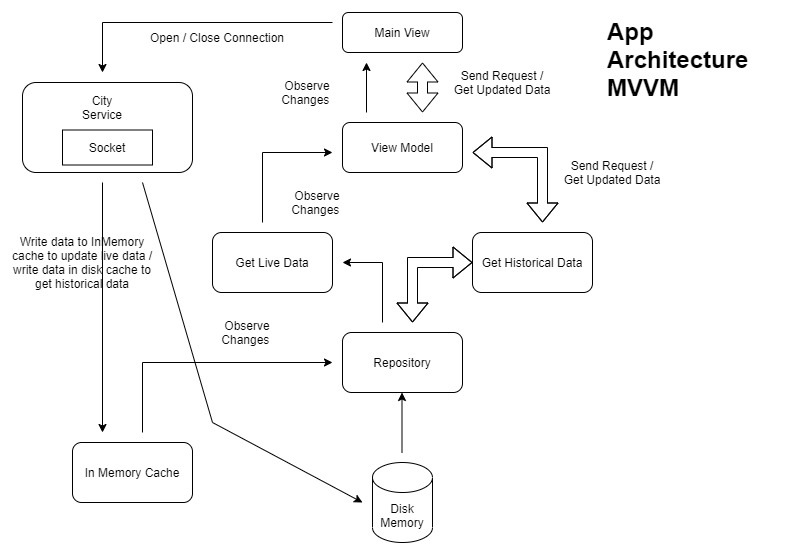 Main View
App
Architecture
MVVM
Open / Close Connection
Observe
Changes
Send Request /
Get Updated Data
City
Service
Socket
View Model
Send Request /
Get Updated Data
Observe
Changes
Write data to InMemory
cache to update live data /
write data in disk cache to
get historical data
Get Live Data
Get Historical Data
Observe
Changes
Repository
In Memory Cache
Disk
Memory